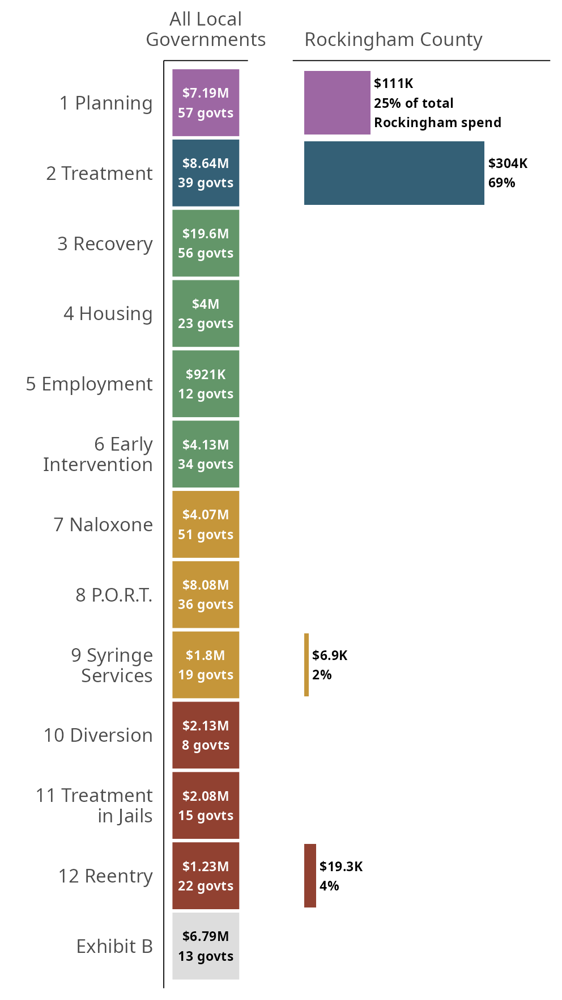 All Local
Governments
Rockingham County
1 Planning
$7.19M
57 govts
$111K
25% of total
Rockingham spend
2 Treatment
$8.64M
39 govts
$304K
69%
3 Recovery
$19.6M
56 govts
4 Housing
$4M
23 govts
5 Employment
$921K
12 govts
6 Early
Intervention
$4.13M
34 govts
7 Naloxone
$4.07M
51 govts
8 P.O.R.T.
$8.08M
36 govts
9 Syringe
Services
$1.8M
19 govts
$6.9K
2%
10 Diversion
$2.13M
8 govts
11 Treatment
in Jails
$2.08M
15 govts
12 Reentry
$1.23M
22 govts
$19.3K
4%
Exhibit B
$6.79M
13 govts